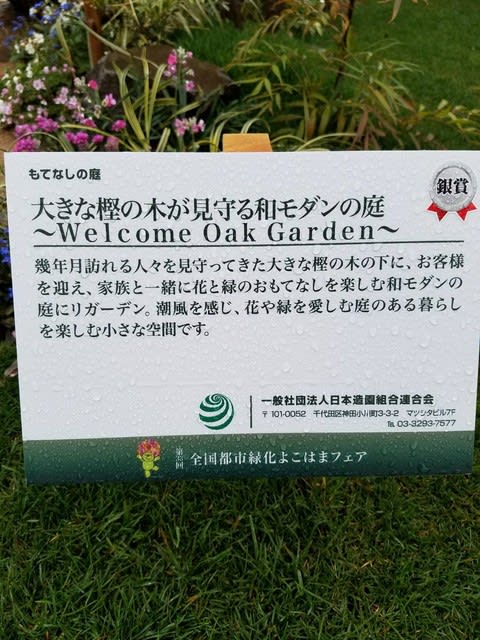 もてなしの庭
銀賞
大きな樫の木が見守る和モダンの庭
〜Welcome Oak Garden〜
幾年月訪れる人々を見守ってきた大きな樫の木の下に、お客様
を迎え、家族と一緒に花と緑のおもてなしを楽しむ和モダンの
庭にリガーデン。潮風を感じ、花や緑を愛しむ庭のある暮らし
を楽しむ小さな空間です。
一般社団法人日本造園組合連合会
〒101-0052 千代田区神田小川町3-3-2 マツシタビル7F
℡ 03-3293-7577
全国都市緑化よこはまフェア